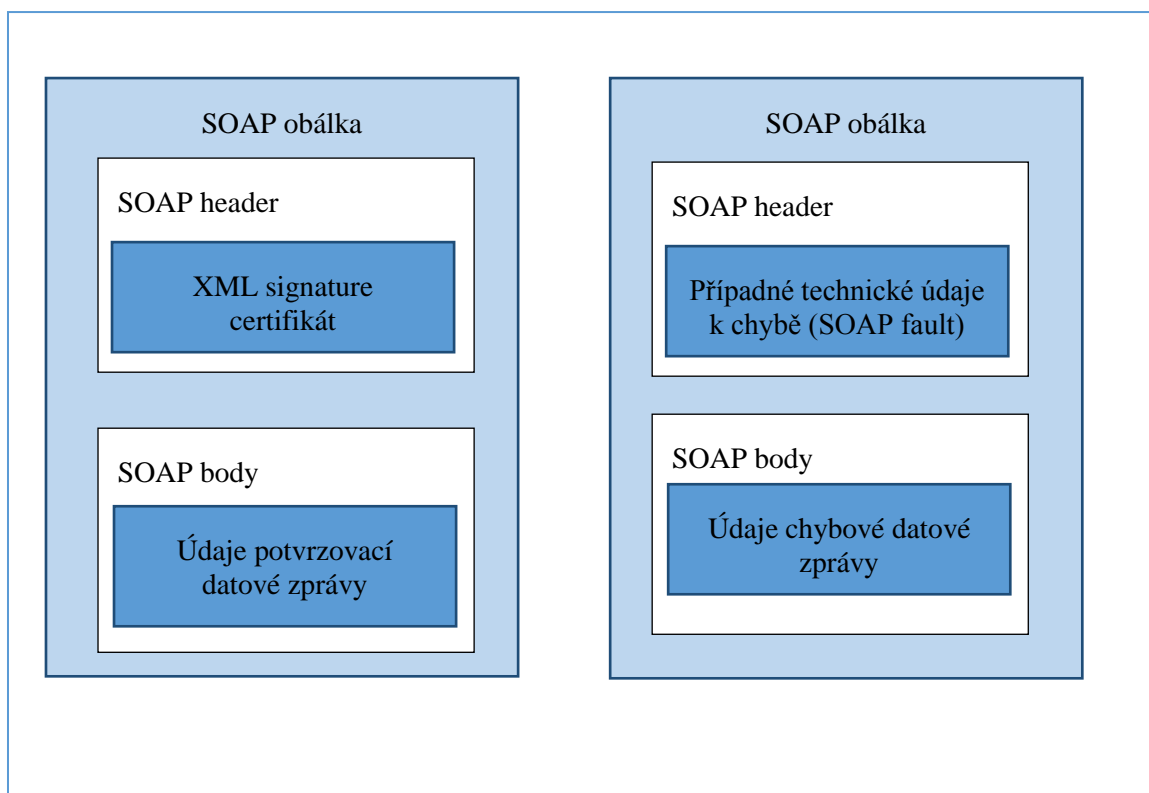 SOAP obálka
SOAP header
XML signature
certifikát
SOAP body
Údaje potvrzovací
datové zprávy
SOAP obálka
SOAP header
Případné technické údaje
k chybě (SOAP fault)
SOAP body
Údaje chybové datové
zprávy